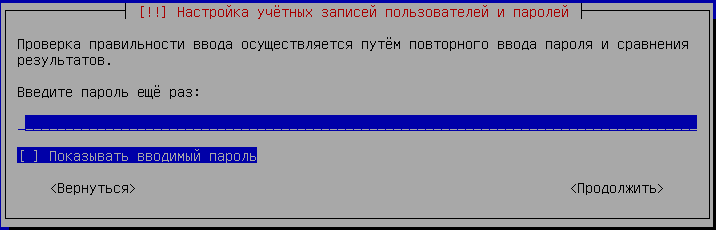 [!!] Настройка учётных записей пользователей и паролей
Проверка правильности ввода осуществляется путём повторного ввода пароля и сравнения
результатов.
Введите пароль ещё раз:
[ ] Показывать вводимый пароль
<Вернуться> <Продолжить>